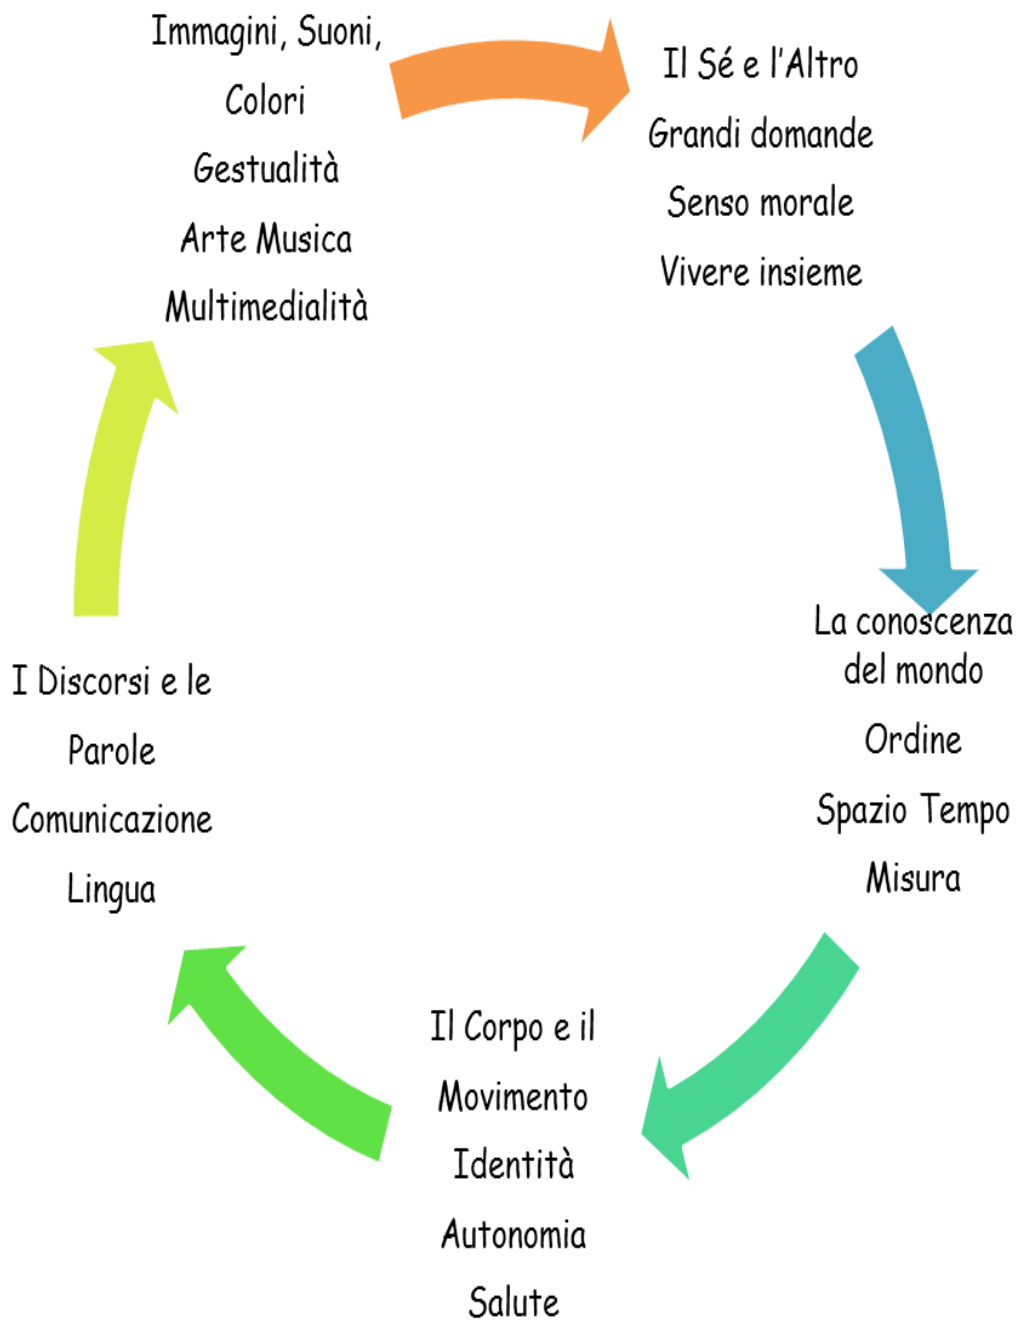 Immagini, Suoni,
Colori
Gestualità
Arte Musica
Multimedialità
Il Sé e l'Altro
Grandi domande
Senso morale
Vivere insieme
La conoscenza
del mondo
Ordine
Spazio Tempo
Misura
Il Corpo e il
Movimento
Identità
Autonomia
Salute
I Discorsi e le
Parole
Comunicazione
Lingua